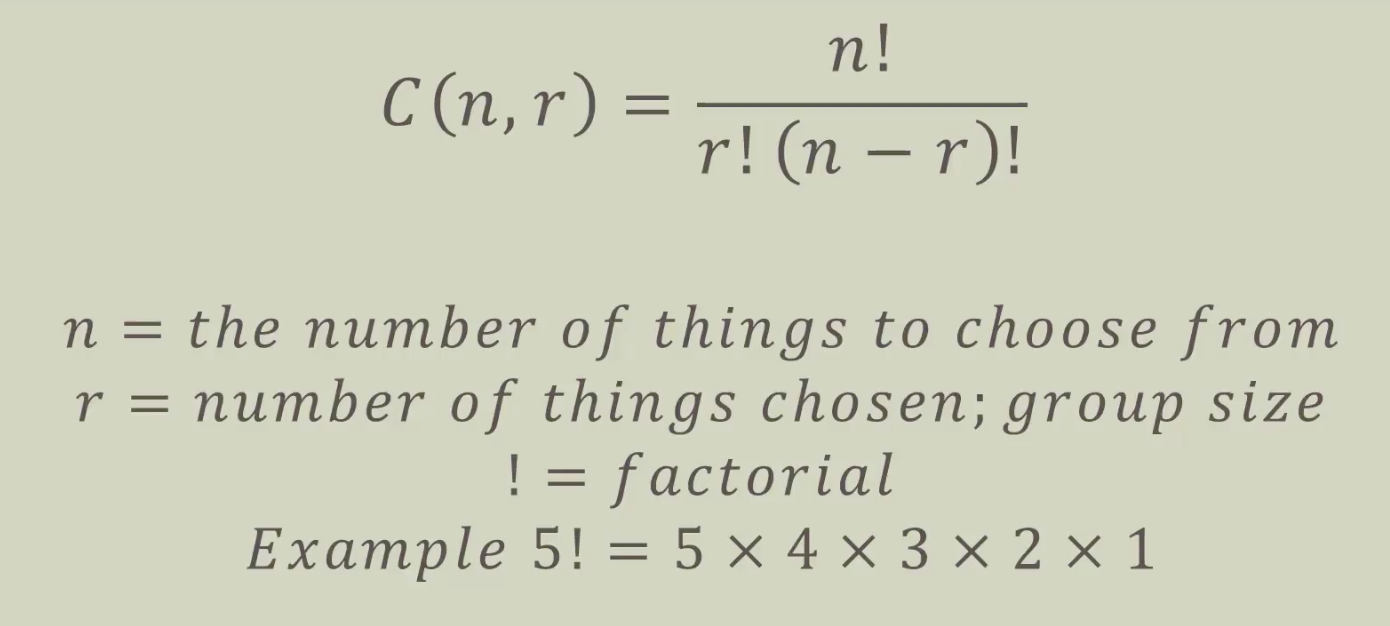 C(n, r) = n! / r! (n − r)!
n = the number of things to choose from
r = number of things chosen; group size
! = factorial
Example 5! = 5 × 4 × 3 × 2 × 1